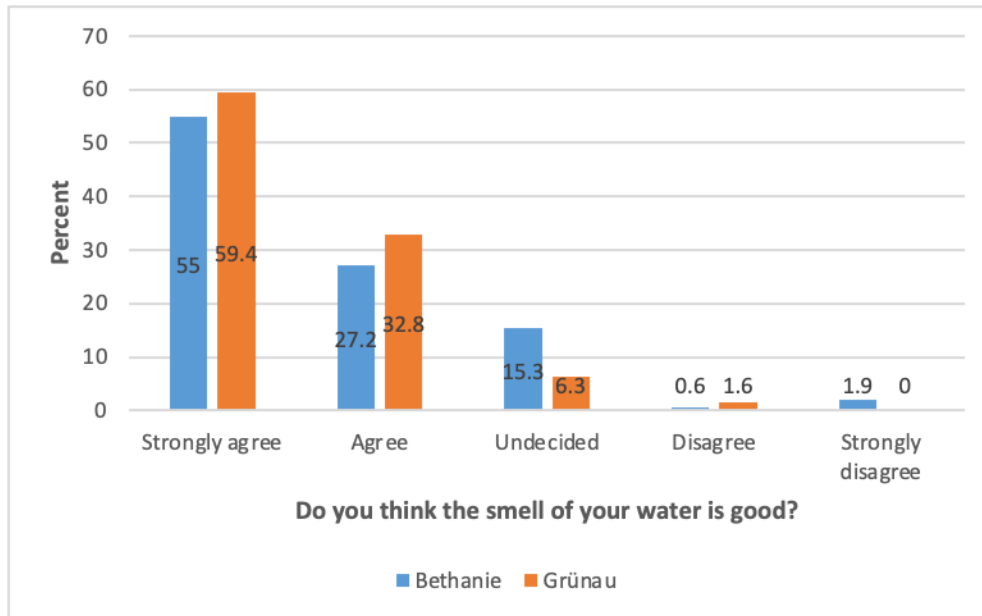 70
60
50
40
30
20
10
0
Percent
55
59.4
27.2
32.8
15.3
6.3
0.6
1.6
1.9
0
Strongly agree
Agree
Undecided
Disagree
Strongly
disagree
Do you think the smell of your water is good?
Bethanie
Grünau